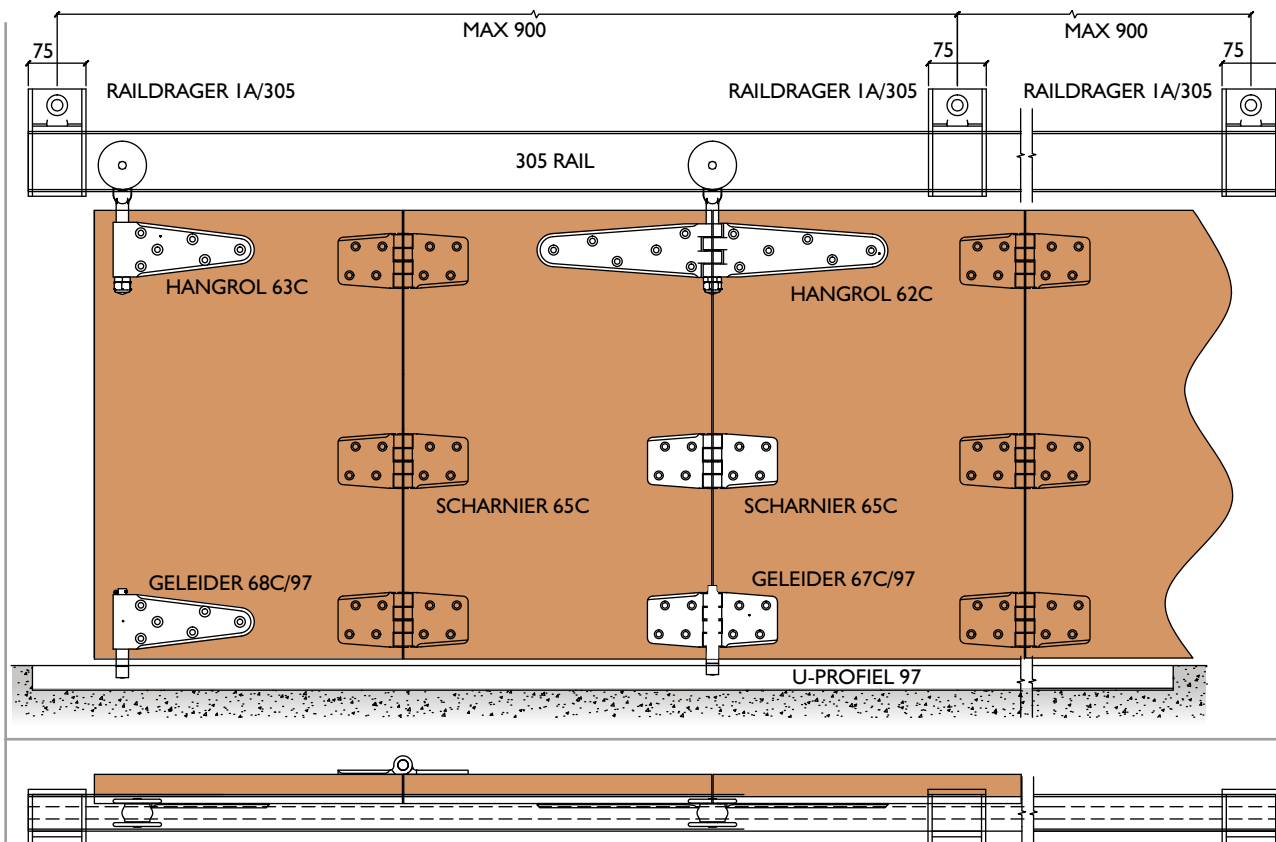 MAX 900
MAX 900
75
75
75
RAILDRAGER 1A/305
RAILDRAGER 1A/305
RAILDRAGER 1A/305
305 RAIL
HANGROL 63C
HANGROL 62C
SCHARNIER 65C
SCHARNIER 65C
GELEIDER 68C/97
GELEIDER 67C/97
U-PROFIEL 97